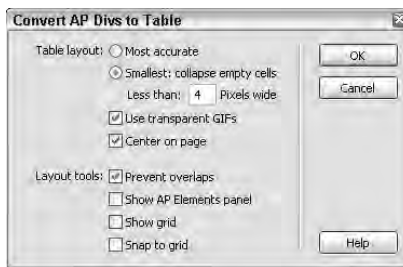 Convert AP Divs to Table
Table layout: Most accurate
Smallest: collapse empty cells
Less than: 4 Pixels wide
Use transparent GIFs
Center on page
Layout tools: Prevent overlaps
Show AP Elements panel
Show grid
Snap to grid
OK
Cancel
Help